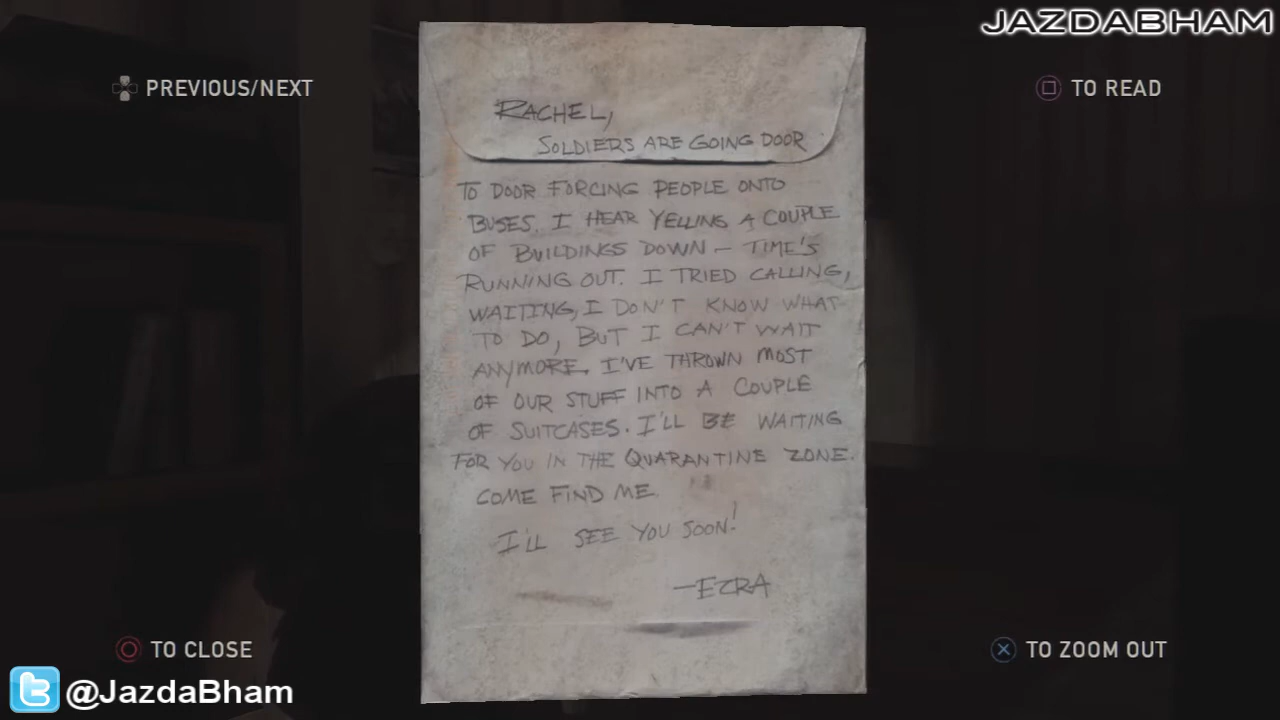 JAZDABHAM
PREVIOUS/NEXT
TO READ
RACHEL,
SOLDIERS ARE GOING DOOR
TO DOOR FORCING PEOPLE ONTO
BUSES. I HEAR YELLING A COUPLE
OF BUILDINGS DOWN – TIME'S
RUNNING OUT. I TRIED CALLING,
WAITING, I DON'T KNOW WHAT
TO DO, BUT I CAN'T WAIT
ANYMORE. I'VE THROWN MOST
OF OUR STUFF INTO A COUPLE
OF SUITCASES. I'LL BE WAITING
FOR YOU IN THE QUARANTINE ZONE.
COME FIND ME.
I'LL SEE YOU SOON!
–EZRA
TO CLOSE
TO ZOOM OUT
@JazdaBham